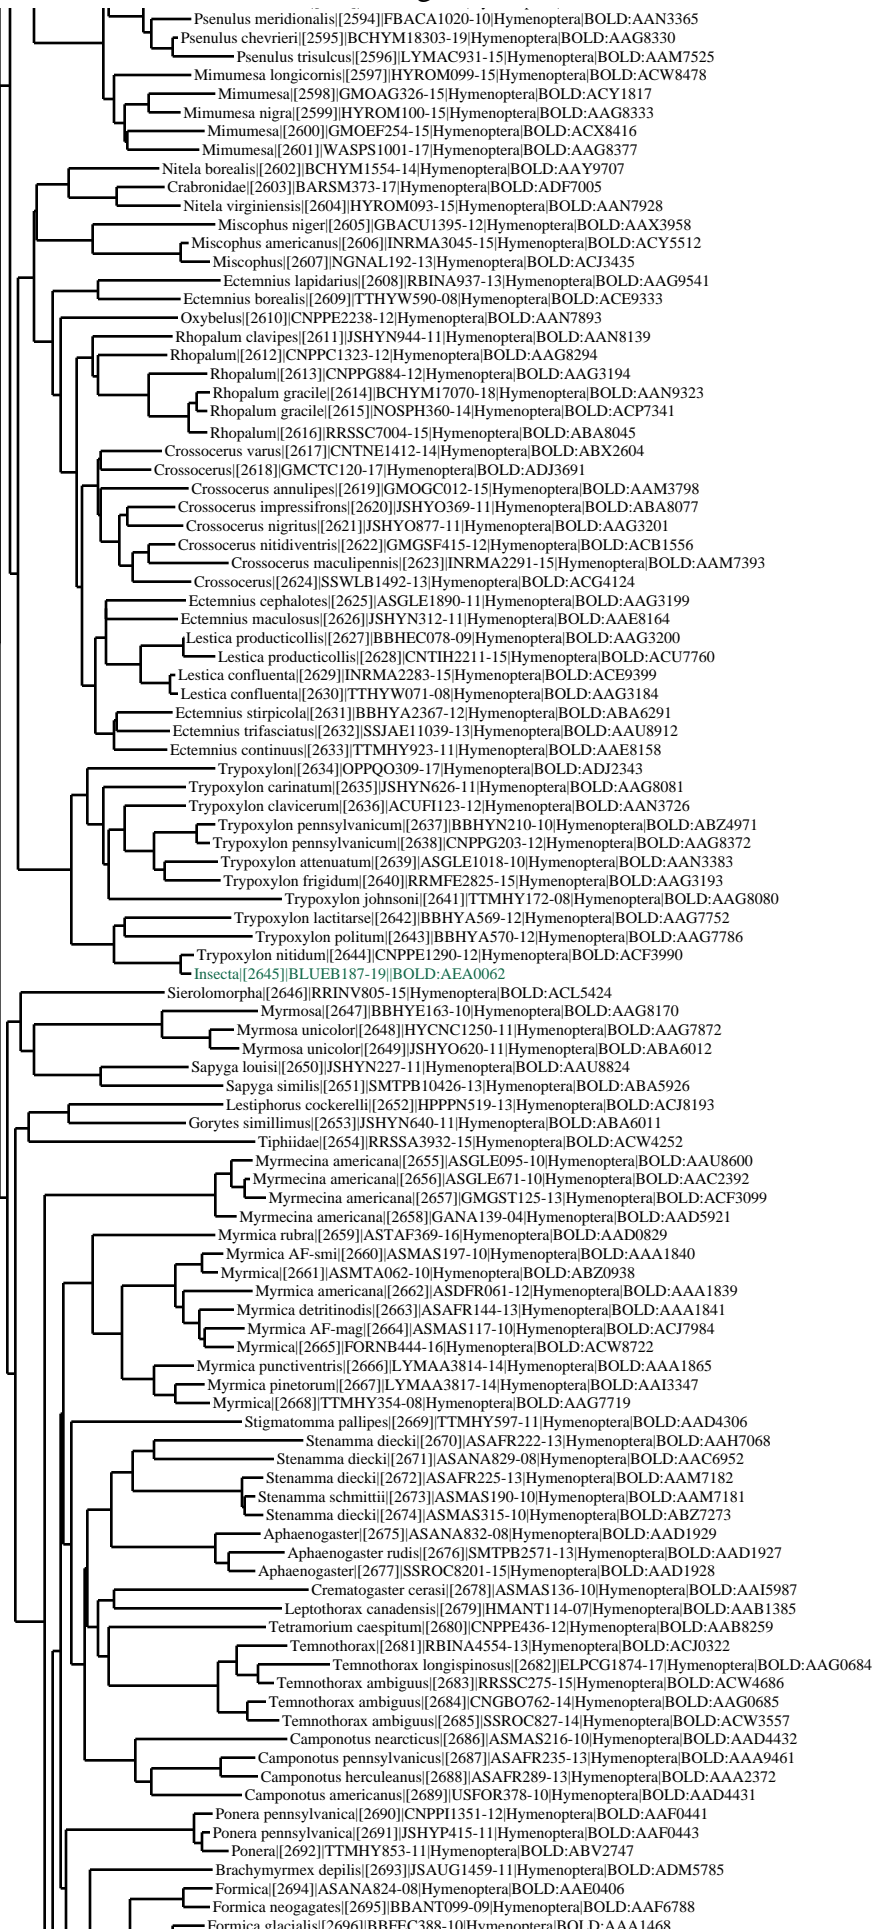 Psenulus meridionalis|[2594]|FBACA1020-10|Hymenoptera|BOLD:AAN3365
Psenulus chevrieri|[2595]|BCHYM18303-19|Hymenoptera|BOLD:AAG8330
Psenulus trisulcus|[2596]|LYMAC931-15|Hymenoptera|BOLD:AAM7525
Mimumesa longicornis|[2597]|HYROM099-15|Hymenoptera|BOLD:ACW8478
Mimumesa|[2598]|GMOAG326-15|Hymenoptera|BOLD:ACY1817
Mimumesa nigra|[2599]|HYROM100-15|Hymenoptera|BOLD:AAG8333
Mimumesa|[2600]|GMOEF254-15|Hymenoptera|BOLD:ACX8416
Mimumesa|[2601]|WASPS1001-17|Hymenoptera|BOLD:AAG8377
Nitela borealis|[2602]|BCHYM1554-14|Hymenoptera|BOLD:AAY9707
Crabronidae|[2603]|BARSM373-17|Hymenoptera|BOLD:ADF7005
Nitela virginiensis|[2604]|HYROM093-15|Hymenoptera|BOLD:AAN7928
Miscophus niger|[2605]|GBACU1395-12|Hymenoptera|BOLD:AAX3958
Miscophus americanus|[2606]|INRMA3045-15|Hymenoptera|BOLD:ACY5512
Miscophus|[2607]|NGNAL192-13|Hymenoptera|BOLD:ACJ3435
Ectemnius lapidarius|[2608]|RBINA937-13|Hymenoptera|BOLD:AAG9541
Ectemnius borealis|[2609]|TTHYW590-08|Hymenoptera|BOLD:ACE9333
Oxybelus|[2610]|CNPPE2238-12|Hymenoptera|BOLD:AAN7893
Rhopalum clavipes|[2611]|JSHYN944-11|Hymenoptera|BOLD:AAN8139
Rhopalum|[2612]|CNPPC1323-12|Hymenoptera|BOLD:AAG8294
Rhopalum|[2613]|CNPPG884-12|Hymenoptera|BOLD:AAG3194
Rhopalum gracile|[2614]|BCHYM17070-18|Hymenoptera|BOLD:AAN9323
Rhopalum gracile|[2615]|NOSPH360-14|Hymenoptera|BOLD:ACP7341
Rhopalum|[2616]|RRSSC7004-15|Hymenoptera|BOLD:ABA8045
Crossocerus varus|[2617]|CNTNE1412-14|Hymenoptera|BOLD:ABX2604
Crossocerus|[2618]|GMCTC120-17|Hymenoptera|BOLD:ADJ3691
Crossocerus annulipes|[2619]|GMOGC012-15|Hymenoptera|BOLD:AAM3798
Crossocerus impressifrons|[2620]|JSHYO369-11|Hymenoptera|BOLD:ABA8077
Crossocerus nigritus|[2621]|JSHYO877-11|Hymenoptera|BOLD:AAG3201
Crossocerus nitidiventris|[2622]|GMGSF415-12|Hymenoptera|BOLD:ACB1556
Crossocerus maculipennis|[2623]|INRMA2291-15|Hymenoptera|BOLD:AAM7393
Crossocerus|[2624]|SSWLB1492-13|Hymenoptera|BOLD:ACG4124
Ectemnius cephalotes|[2625]|ASGLE1890-11|Hymenoptera|BOLD:AAG3199
Ectemnius maculosus|[2626]|JSHYN312-11|Hymenoptera|BOLD:AAE8164
Lestica producticollis|[2627]|BBHEC078-09|Hymenoptera|BOLD:AAG3200
Lestica producticollis|[2628]|CNTIH2211-15|Hymenoptera|BOLD:ACU7760
Lestica confluenta|[2629]|INRMA2283-15|Hymenoptera|BOLD:ACE9399
Lestica confluenta|[2630]|TTHYW071-08|Hymenoptera|BOLD:AAG3184
Ectemnius stirpicola|[2631]|BBHYA2367-12|Hymenoptera|BOLD:ABA6291
Ectemnius trifasciatus|[2632]|SSJAE11039-13|Hymenoptera|BOLD:AAU8912
Ectemnius continuus|[2633]|TTMHY923-11|Hymenoptera|BOLD:AAE8158
Trypoxylon|[2634]|OPPQO309-17|Hymenoptera|BOLD:ADJ2343
Trypoxylon carinatum|[2635]|JSHYN626-11|Hymenoptera|BOLD:AAG8081
Trypoxylon clavicerum|[2636]|ACUFI123-12|Hymenoptera|BOLD:AAN3726
Trypoxylon pennsylvanicum|[2637]|BBHYN210-10|Hymenoptera|BOLD:ABZ4971
Trypoxylon pennsylvanicum|[2638]|CNPPG203-12|Hymenoptera|BOLD:AAG8372
Trypoxylon attenuatum|[2639]|ASGLE1018-10|Hymenoptera|BOLD:AAN3383
Trypoxylon frigidum|[2640]|RRMFE2825-15|Hymenoptera|BOLD:AAG3193
Trypoxylon johnsoni|[2641]|TTMHY172-08|Hymenoptera|BOLD:AAG8080
Trypoxylon lactitarse|[2642]|BBHYA569-12|Hymenoptera|BOLD:AAG7752
Trypoxylon politum|[2643]|BBHYA570-12|Hymenoptera|BOLD:AAG7786
Trypoxylon nitidum|[2644]|CNPPE1290-12|Hymenoptera|BOLD:ACF3990
Insecta|[2645]|BLUEB187-19||BOLD:AEA0062
Sierolomorpha|[2646]|RRINV805-15|Hymenoptera|BOLD:ACL5424
Myrmosa|[2647]|BBHYE163-10|Hymenoptera|BOLD:AAG8170
Myrmosa unicolor|[2648]|HYCNC1250-11|Hymenoptera|BOLD:AAG7872
Myrmosa unicolor|[2649]|JSHYO620-11|Hymenoptera|BOLD:ABA6012
Sapyga louisi|[2650]|JSHYN227-11|Hymenoptera|BOLD:AAU8824
Sapyga similis|[2651]|SMTPB10426-13|Hymenoptera|BOLD:ABA5926
Lestiphorus cockerelli|[2652]|HPPPN519-13|Hymenoptera|BOLD:ACJ8193
Gorytes simillimus|[2653]|JSHYN640-11|Hymenoptera|BOLD:ABA6011
Tiphiidae|[2654]|RRSSA3932-15|Hymenoptera|BOLD:ACW4252
Myrmecina americana|[2655]|ASGLE095-10|Hymenoptera|BOLD:AAU8600
Myrmecina americana|[2656]|ASGLE671-10|Hymenoptera|BOLD:AAC2392
Myrmecina americana|[2657]|GMGST125-13|Hymenoptera|BOLD:ACF3099
Myrmecina americana|[2658]|GANA139-04|Hymenoptera|BOLD:AAD5921
Myrmica rubra|[2659]|ASTAF369-16|Hymenoptera|BOLD:AAD0829
Myrmica AF-smi|[2660]|ASMAS197-10|Hymenoptera|BOLD:AAA1840
Myrmica|[2661]|ASMTA062-10|Hymenoptera|BOLD:ABZ0938
Myrmica americana|[2662]|ASDFR061-12|Hymenoptera|BOLD:AAA1839
Myrmica detritinodis|[2663]|ASAFR144-13|Hymenoptera|BOLD:AAA1841
Myrmica AF-mag|[2664]|ASMAS117-10|Hymenoptera|BOLD:ACJ7984
Myrmica|[2665]|FORNB444-16|Hymenoptera|BOLD:ACW8722
Myrmica punctiventris|[2666]|LYMAA3814-14|Hymenoptera|BOLD:AAA1865
Myrmica pinetorum|[2667]|LYMAA3817-14|Hymenoptera|BOLD:AAI3347
Myrmica|[2668]|TTMHY354-08|Hymenoptera|BOLD:AAG7719
Stigmatomma pallipes|[2669]|TTMHY597-11|Hymenoptera|BOLD:AAD4306
Stenamma diecki|[2670]|ASAFR222-13|Hymenoptera|BOLD:AAH7068
Stenamma diecki|[2671]|ASANA829-08|Hymenoptera|BOLD:AAC6952
Stenamma diecki|[2672]|ASAFR225-13|Hymenoptera|BOLD:AAM7182
Stenamma schmittii|[2673]|ASMAS190-10|Hymenoptera|BOLD:AAM7181
Stenamma diecki|[2674]|ASMAS315-10|Hymenoptera|BOLD:ABZ7273
Aphaenogaster|[2675]|ASANA832-08|Hymenoptera|BOLD:AAD1929
Aphaenogaster rudis|[2676]|SMTPB2571-13|Hymenoptera|BOLD:AAD1927
Aphaenogaster|[2677]|SSROC8201-15|Hymenoptera|BOLD:AAD1928
Crematogaster cerasi|[2678]|ASMAS136-10|Hymenoptera|BOLD:AAI5987
Leptothorax canadensis|[2679]|HMANT114-07|Hymenoptera|BOLD:AAB1385
Tetramorium caespitum|[2680]|CNPPE436-12|Hymenoptera|BOLD:AAB8259
Temnothorax|[2681]|RBINA4554-13|Hymenoptera|BOLD:ACJ0322
Temnothorax longispinosus|[2682]|ELPCG1874-17|Hymenoptera|BOLD:AAG0684
Temnothorax ambiguus|[2683]|RRSSC275-15|Hymenoptera|BOLD:ACW4686
Temnothorax ambiguus|[2684]|CNGBO762-14|Hymenoptera|BOLD:AAG0685
Temnothorax ambiguus|[2685]|SSROC827-14|Hymenoptera|BOLD:ACW3557
Camponotus nearcticus|[2686]|ASMAS216-10|Hymenoptera|BOLD:AAD4432
Camponotus pennsylvanicus|[2687]|ASAFR235-13|Hymenoptera|BOLD:AAA9461
Camponotus herculeanus|[2688]|ASAFR289-13|Hymenoptera|BOLD:AAA2372
Camponotus americanus|[2689]|USFOR378-10|Hymenoptera|BOLD:AAD4431
Ponera pennsylvanica|[2690]|CNPPI1351-12|Hymenoptera|BOLD:AAF0441
Ponera pennsylvanica|[2691]|JSHYP415-11|Hymenoptera|BOLD:AAF0443
Ponera|[2692]|TTMHY853-11|Hymenoptera|BOLD:ABV2747
Brachymyrmex depilis|[2693]|JSAUG1459-11|Hymenoptera|BOLD:ADM5785
Formica|[2694]|ASANA824-08|Hymenoptera|BOLD:AAE0406
Formica neogagates|[2695]|BBANT099-09|Hymenoptera|BOLD:AAF6788
Formica glacialis|[2696]|BBFEC388-10|Hymenoptera|BOLD:AAA1468